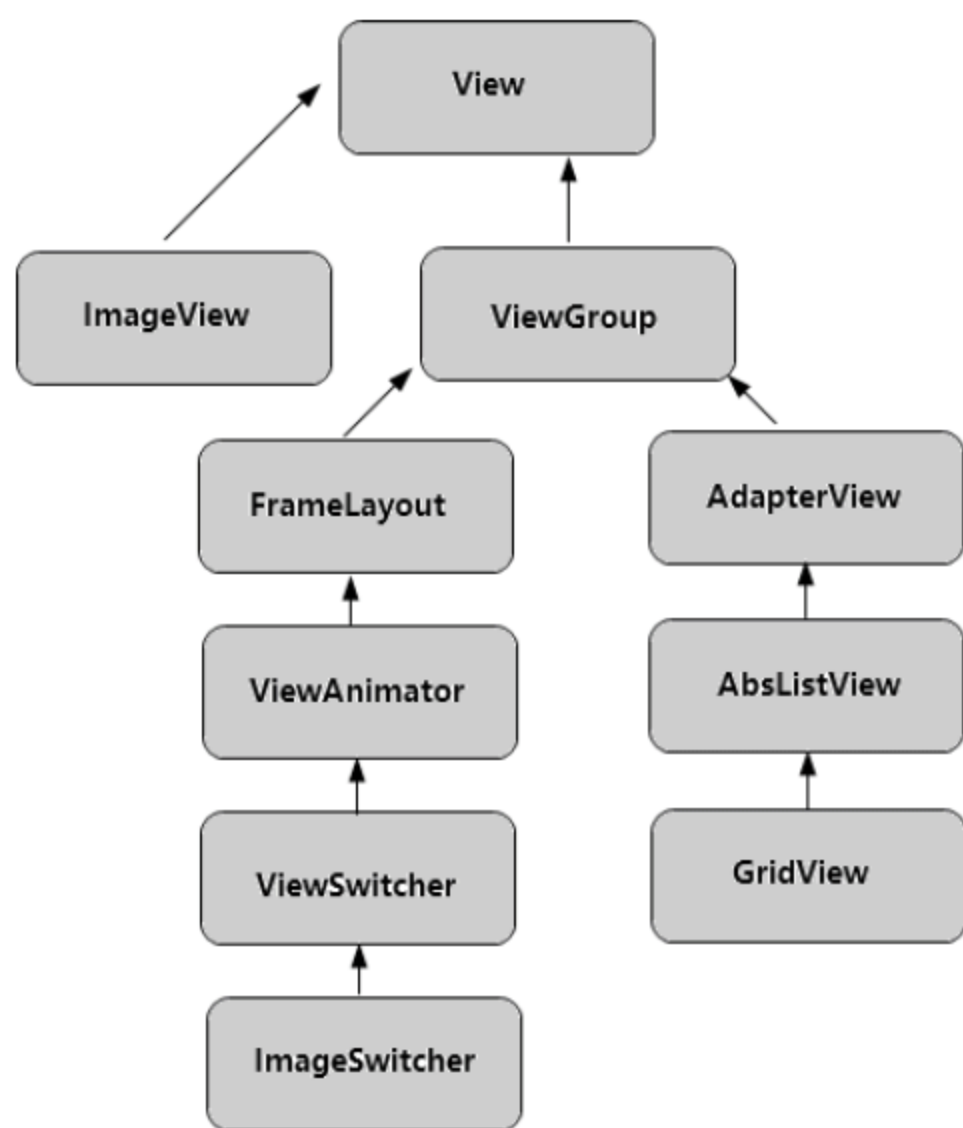 View
ImageView
ViewGroup
FrameLayout
AdapterView
ViewAnimator
AbsListView
ViewSwitcher
GridView
ImageSwitcher